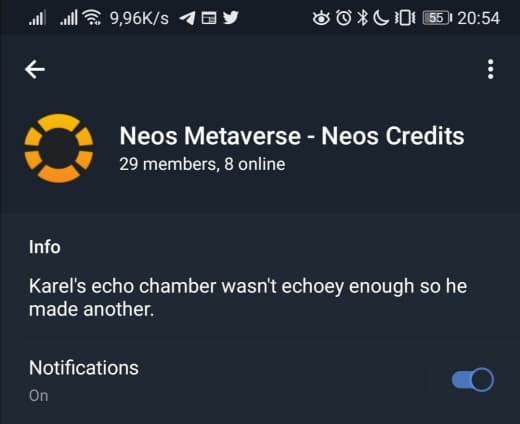 9,96K/s 55 20:54
Neos Metaverse - Neos Credits
29 members, 8 online
Info
Karel's echo chamber wasn't echoey enough so he
made another.
Notifications
On